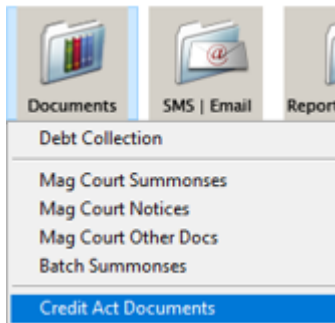 Documents
SMS | Email
Report
Debt Collection
Mag Court Summonses
Mag Court Notices
Mag Court Other Docs
Batch Summonses
Credit Act Documents